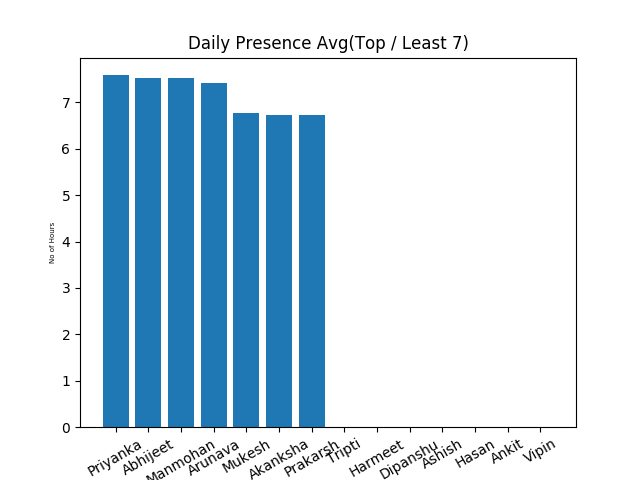 Daily Presence Avg(Top / Least 7)
7
6
5
4
3
2
1
0
No of Hours
Priyanka
Abhijeet
Manmohan
Arunava
Mukesh
Akanksha
Prakarsh
Tripti
Harmeet
Dipanshu
Ashish
Hasan
Ankit
Vipin